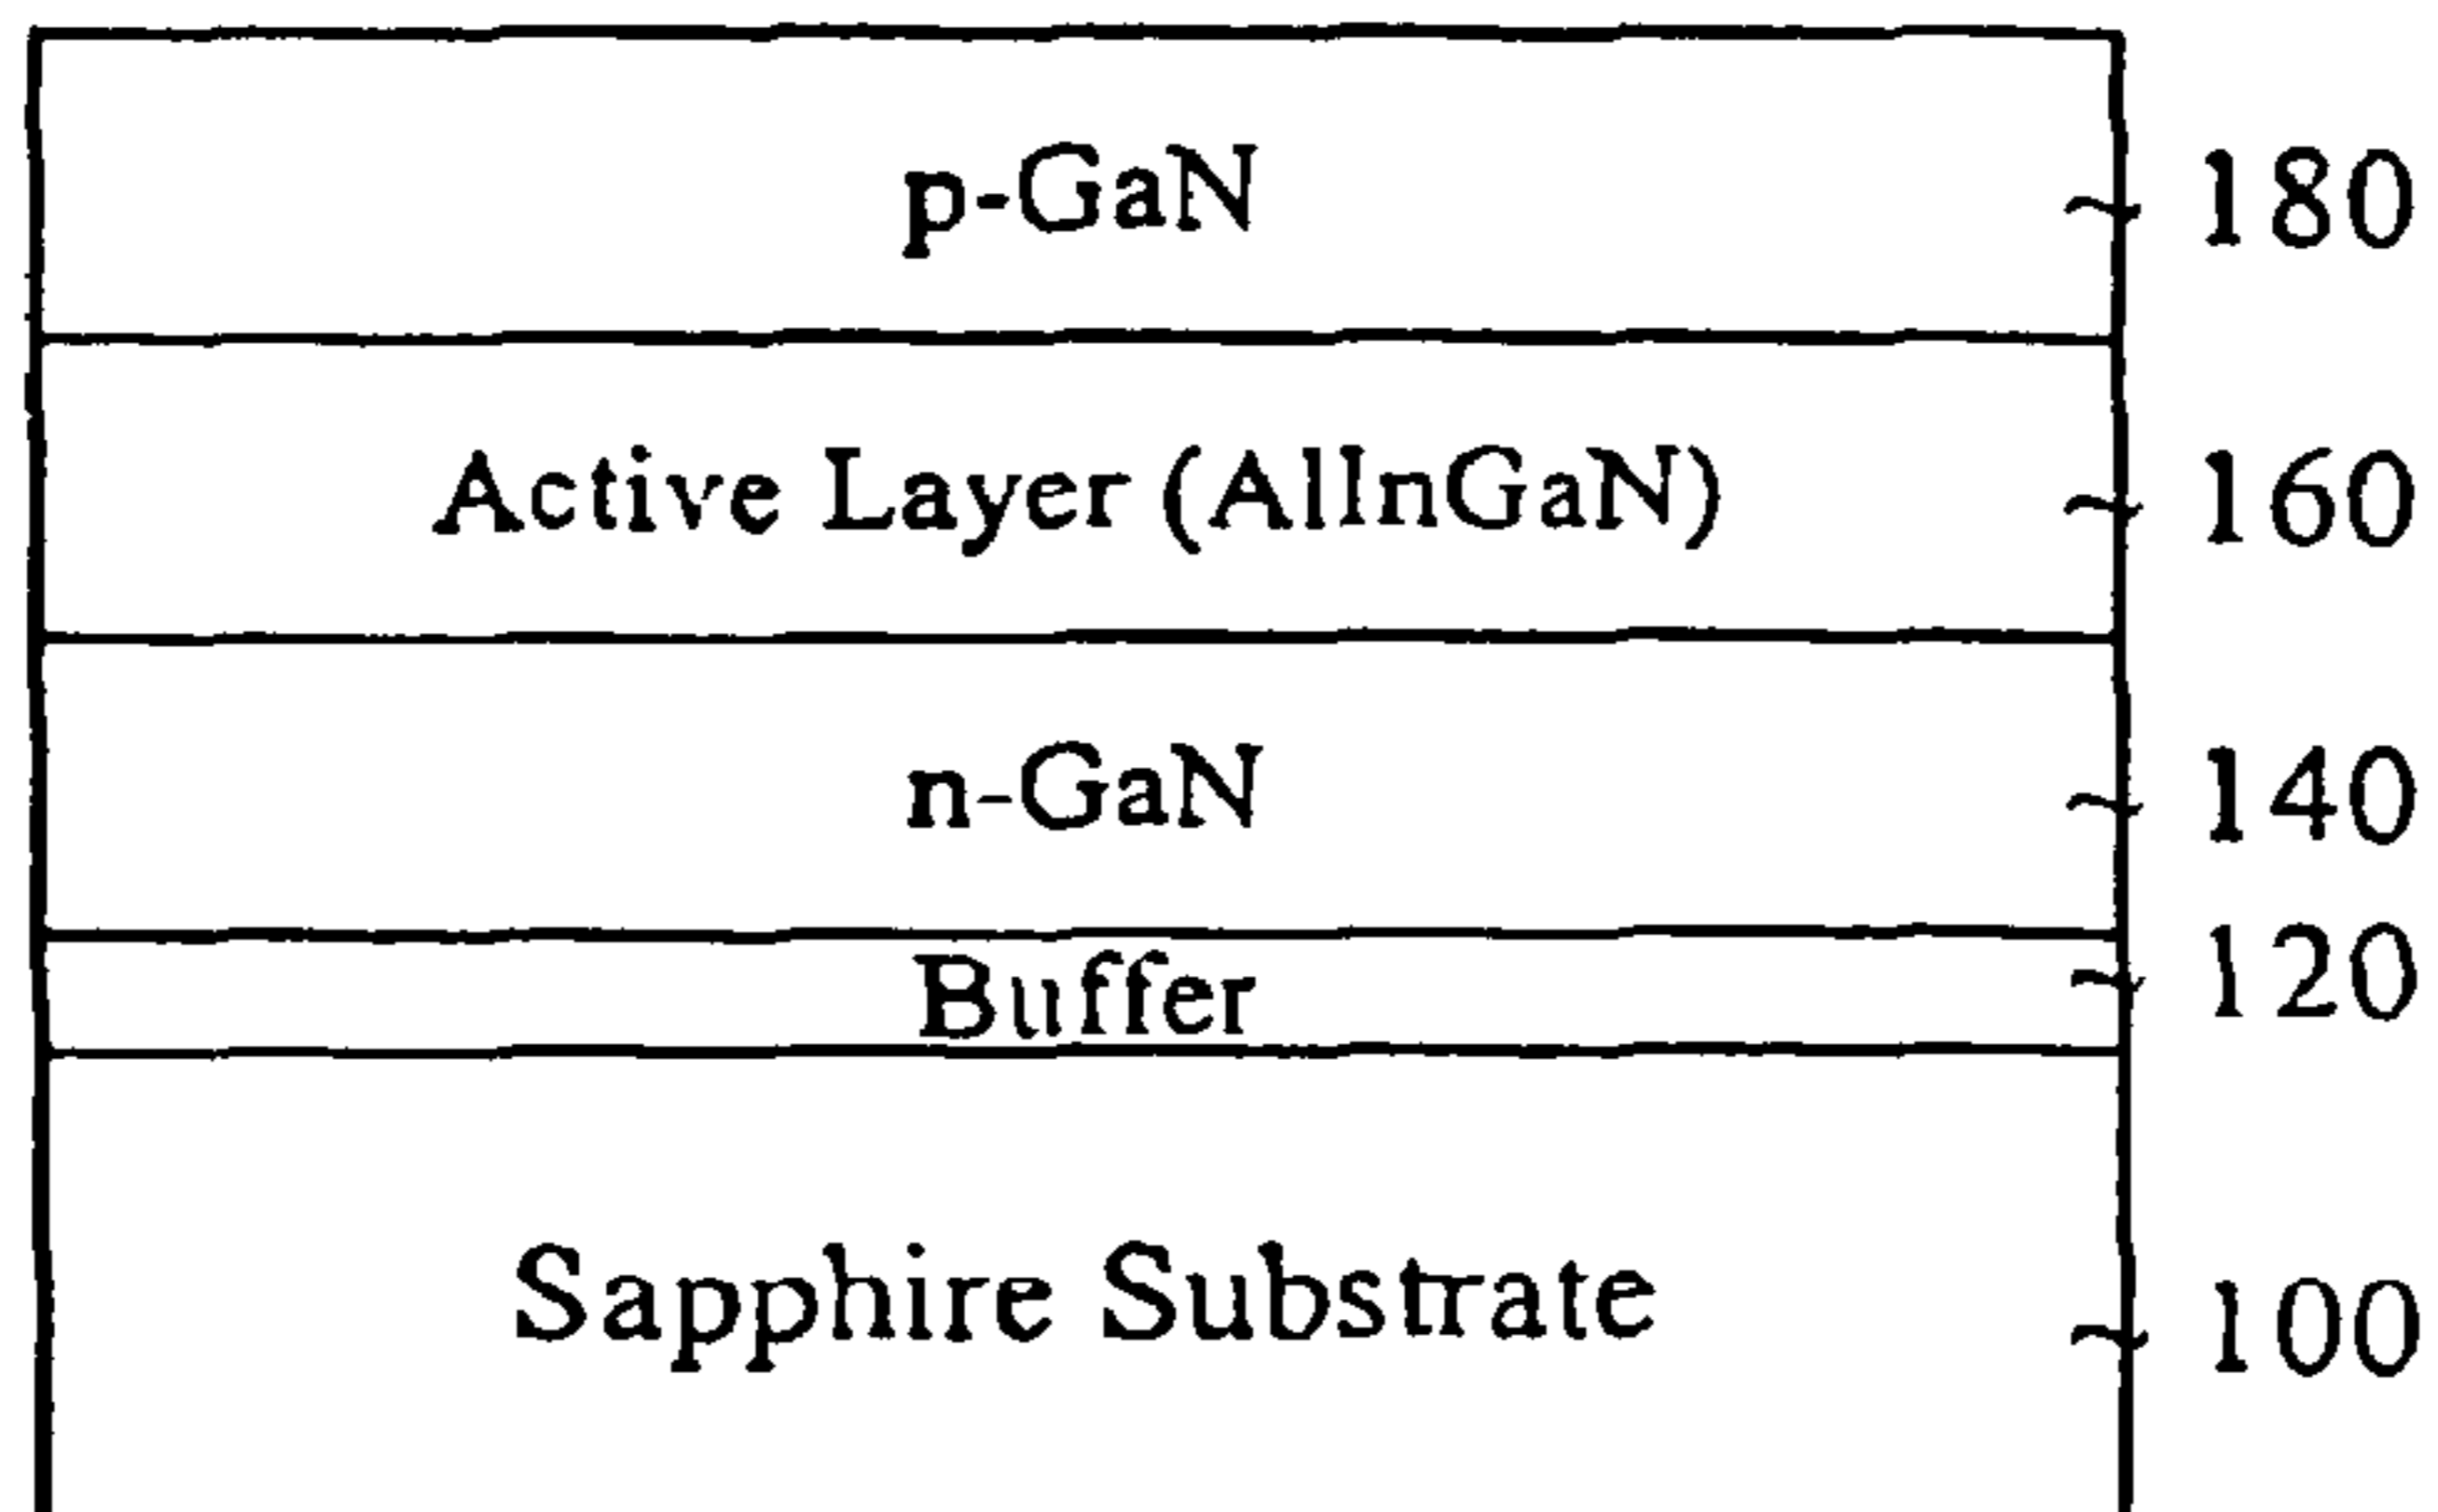 p-GaN 180
Active Layer (AlInGaN) 160
n-GaN 140
Buffer 120
Sapphire Substrate 100